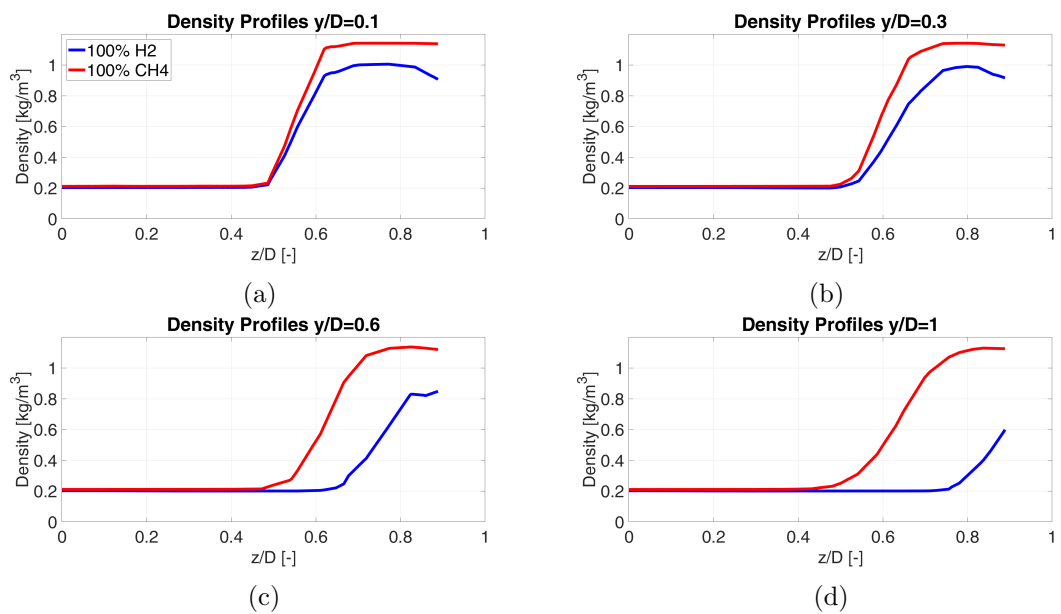 Density Profiles y/D=0.1
100% H2
100% CH4
Density [kg/m³]
1
0.8
0.6
0.4
0.2
0
0 0.2 0.4 0.6 0.8 1
z/D [-]
(a)
Density Profiles y/D=0.3
Density [kg/m³]
1
0.8
0.6
0.4
0.2
0
0 0.2 0.4 0.6 0.8 1
z/D [-]
(b)
Density Profiles y/D=0.6
Density [kg/m³]
1
0.8
0.6
0.4
0.2
0
0 0.2 0.4 0.6 0.8 1
z/D [-]
(c)
Density Profiles y/D=1
Density [kg/m³]
1
0.8
0.6
0.4
0.2
0
0 0.2 0.4 0.6 0.8 1
z/D [-]
(d)